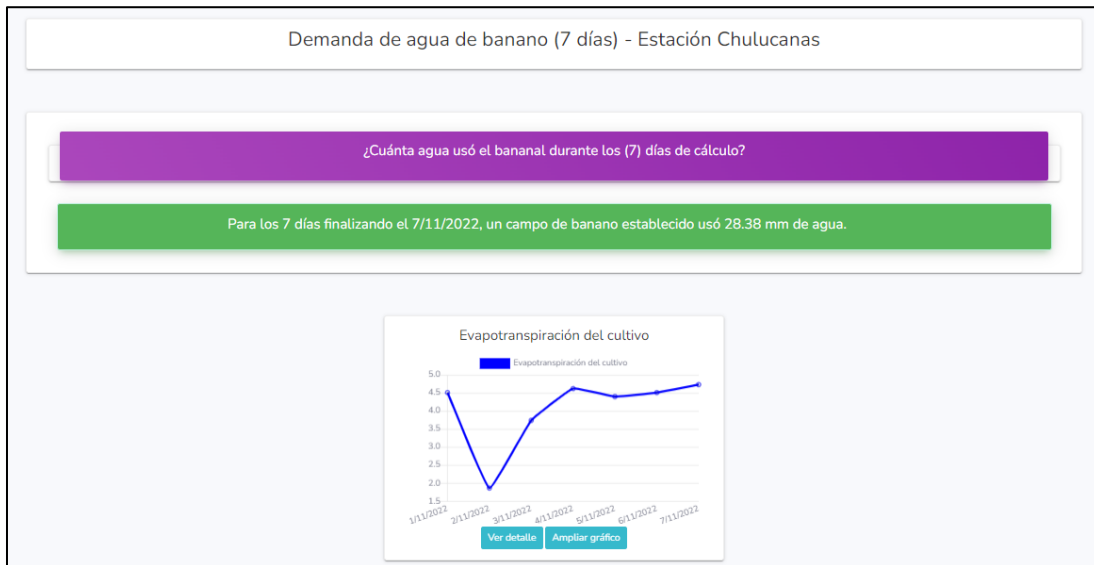 Demanda de agua de banano (7 días) - Estación Chulucanas
¿Cuánta agua usó el bananal durante los (7) días de cálculo?
Para los 7 días finalizando el 7/11/2022, un campo de banano establecido usó 28.38 mm de agua.
Evapotranspiración del cultivo
Evapotranspiración del cultivo
5.0
4.5
4.0
3.5
3.0
2.5
2.0
1.5
1/11/2022
2/11/2022
3/11/2022
4/11/2022
5/11/2022
6/11/2022
7/11/2022
Ver detalle
Ampliar gráfico